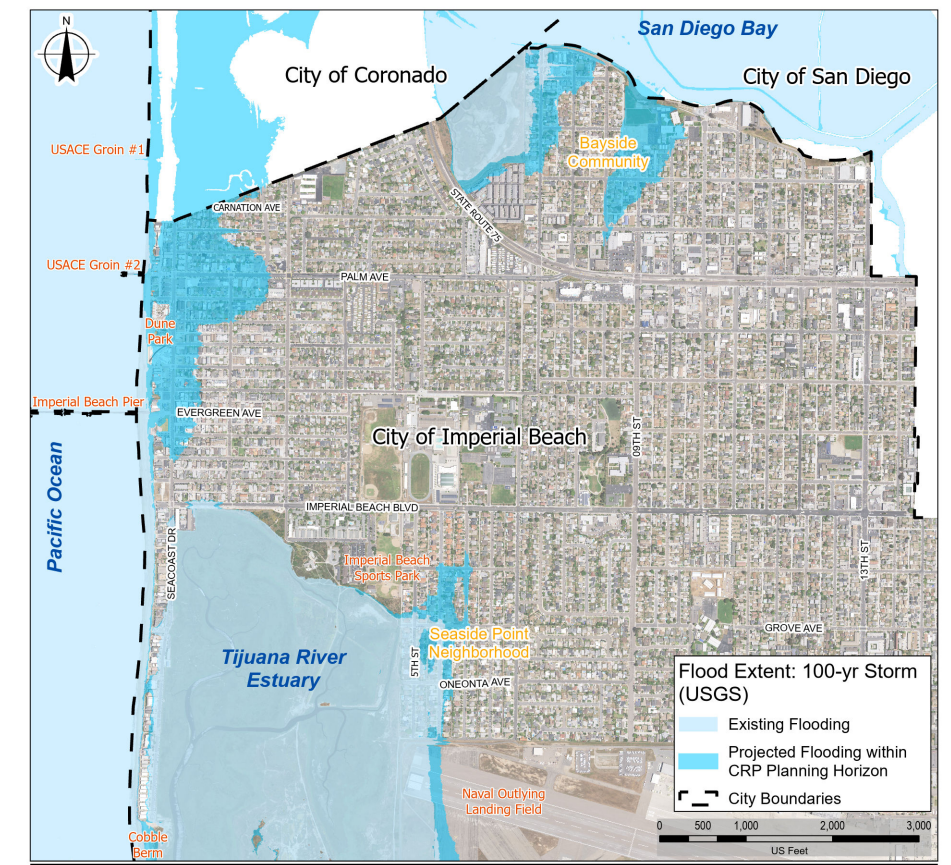 N
San Diego Bay
City of Coronado
City of San Diego
USACE Groin #1
Bayside
Community
CARNATION AVE
STATE ROUTE 75
USACE Groin #2
PALM AVE
Dune
Park
Imperial Beach Pier
EVERGREEN AVE
City of Imperial Beach
09TH ST
Pacific Ocean
IMPERIAL BEACH BLVD
SEACOAST DR
13TH ST
Imperial Beach
Sports Park
GROVE AVE
Seaside Point
Neighborhood
Tijuana River
Estuary
5TH ST
ONEONTA AVE
Naval Outlying
Landing Field
Cobble
Berm
Flood Extent: 100-yr Storm
(USGS)
Existing Flooding
Projected Flooding within
CRP Planning Horizon
City Boundaries
0 500 1,000 2,000 3,000
US Feet